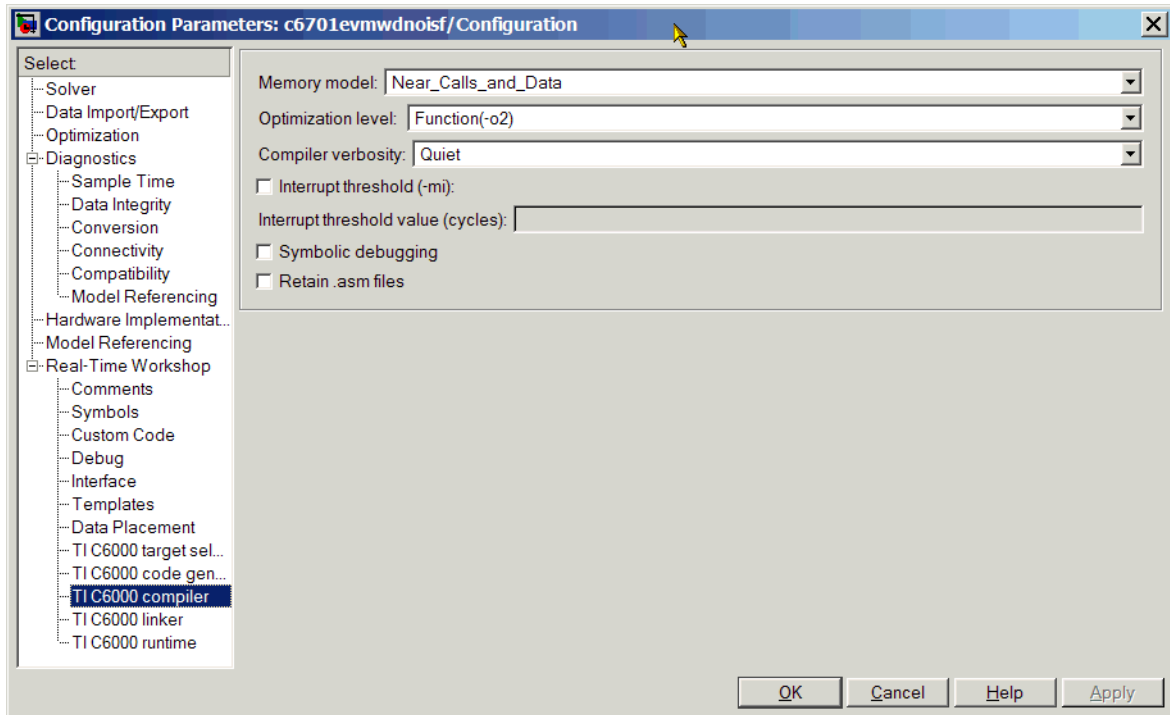 Configuration Parameters: c6701evmwdnoisf/Configuration
Select:
Solver
Data Import/Export
Optimization
Diagnostics
Sample Time
Data Integrity
Conversion
Connectivity
Compatibility
Model Referencing
Hardware Implementat...
Model Referencing
Real-Time Workshop
Comments
Symbols
Custom Code
Debug
Interface
Templates
Data Placement
TI C6000 target sel...
TI C6000 code gen...
TI C6000 compiler
TI C6000 linker
TI C6000 runtime
Memory model: Near_Calls_and_Data
Optimization level: Function(-o2)
Compiler verbosity: Quiet
Interrupt threshold (-mi):
Interrupt threshold value (cycles):
Symbolic debugging
Retain .asm files
OK Cancel Help Apply